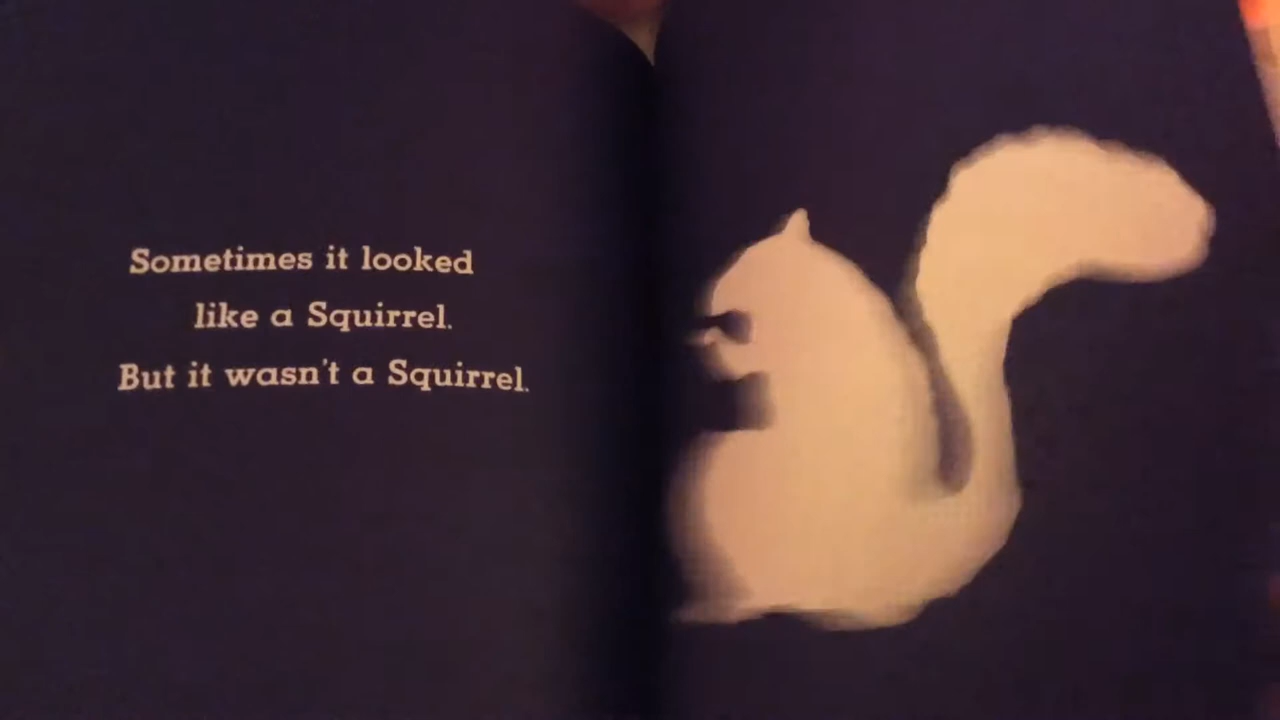 Sometimes it looked
like a Squirrel.
But it wasn't a Squirrel.